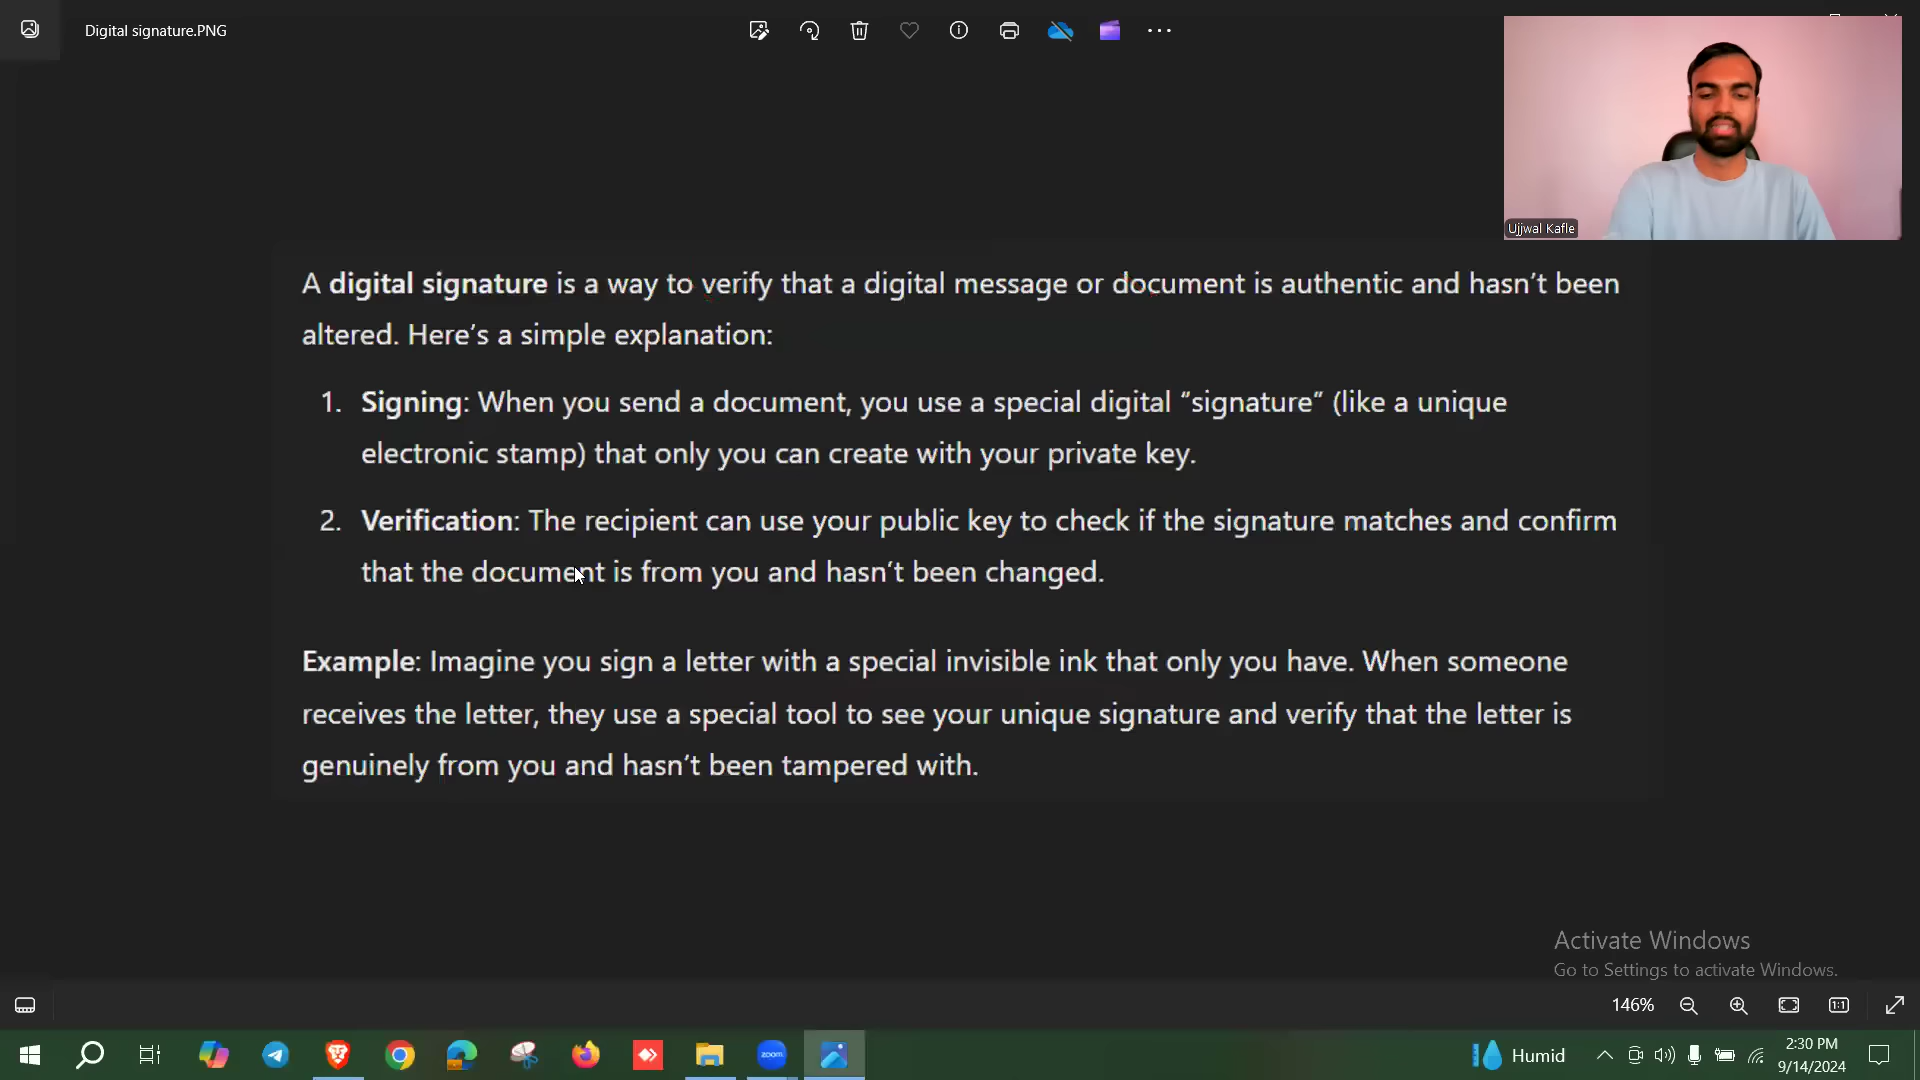 Digital signature.PNG
Ujjwal Kafle
A digital signature is a way to verify that a digital message or document is authentic and hasn’t been
altered. Here’s a simple explanation:
1. Signing: When you send a document, you use a special digital “signature” (like a unique
electronic stamp) that only you can create with your private key.
2. Verification: The recipient can use your public key to check if the signature matches and confirm
that the document is from you and hasn’t been changed.
Example: Imagine you sign a letter with a special invisible ink that only you have. When someone
receives the letter, they use a special tool to see your unique signature and verify that the letter is
genuinely from you and hasn’t been tampered with.
Activate Windows
Go to Settings to activate Windows.
146%
1:1
zoom
Humid
2:30 PM
9/14/2024